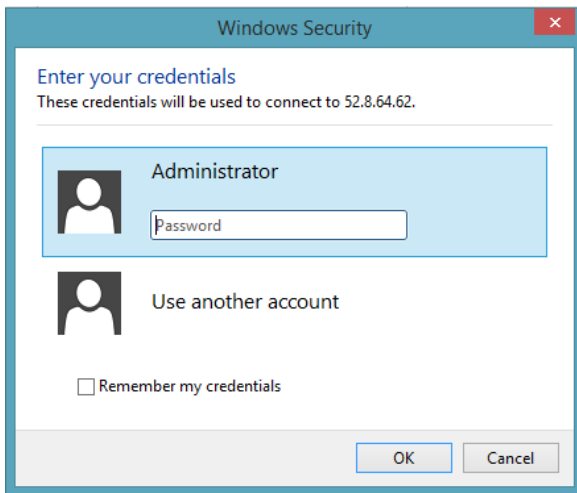 Windows Security
Enter your credentials
These credentials will be used to connect to 52.8.64.62.
Administrator
Password
Use another account
Remember my credentials
OK
Cancel